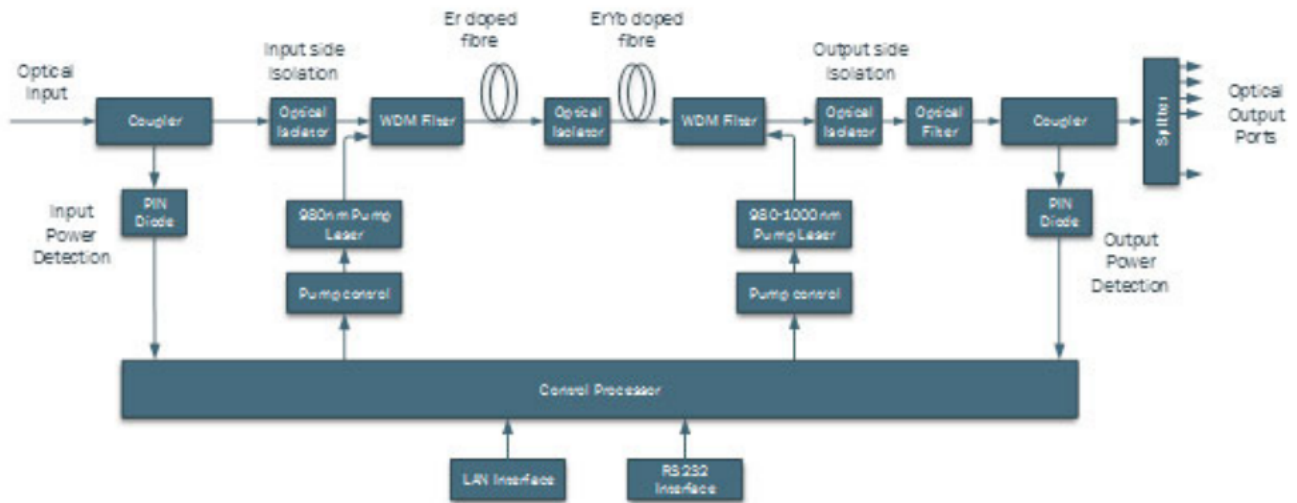 Er doped
fibre
ErYb doped
fibre
Input side
Isolation
Output side
Isolation
Optical
Input
Coupler
Optical
Isolator
WDM Filter
Optical
Isolator
WDM Filter
Optical
Isolator
Optical
Filter
Coupler
Splitter
Optical
Output
Ports
Input
Power
Detection
PIN
Diode
980nm Pump
Laser
980-1000nm
Pump Laser
PIN
Diode
Output
Power
Detection
Pump control
Pump control
Control Processor
LAN Interface
RS232
Interface